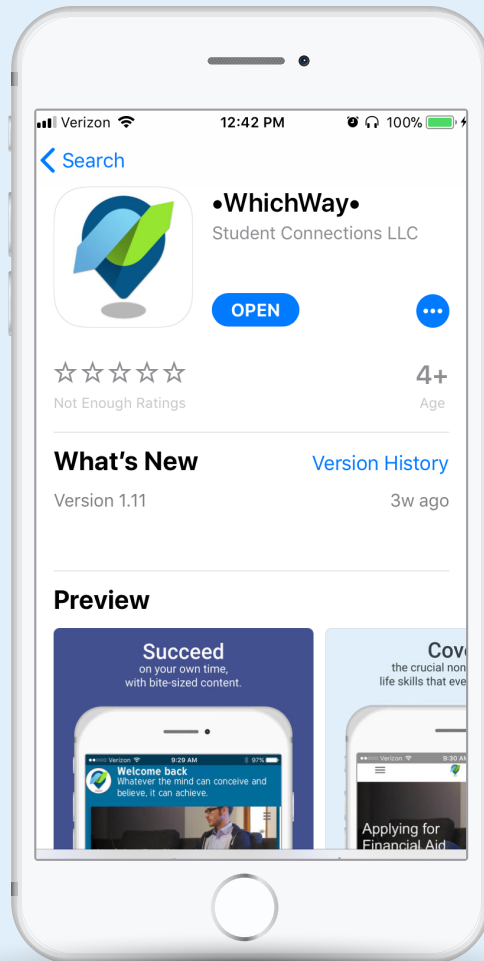 Verizon 12:42 PM 100%
Search
•WhichWay•
Student Connections LLC
OPEN
4+
Not Enough Ratings Age
What's New Version History
Version 1.11 3w ago
Preview
Succeed
on your own time,
with bite-sized content.
Verizon 9:29 AM 97%
Welcome back
Whatever the mind can conceive and
believe, it can achieve.
Cov
the crucial non
life skills that eve
Verizon 9:30 AM
Applying for
Financial Aid